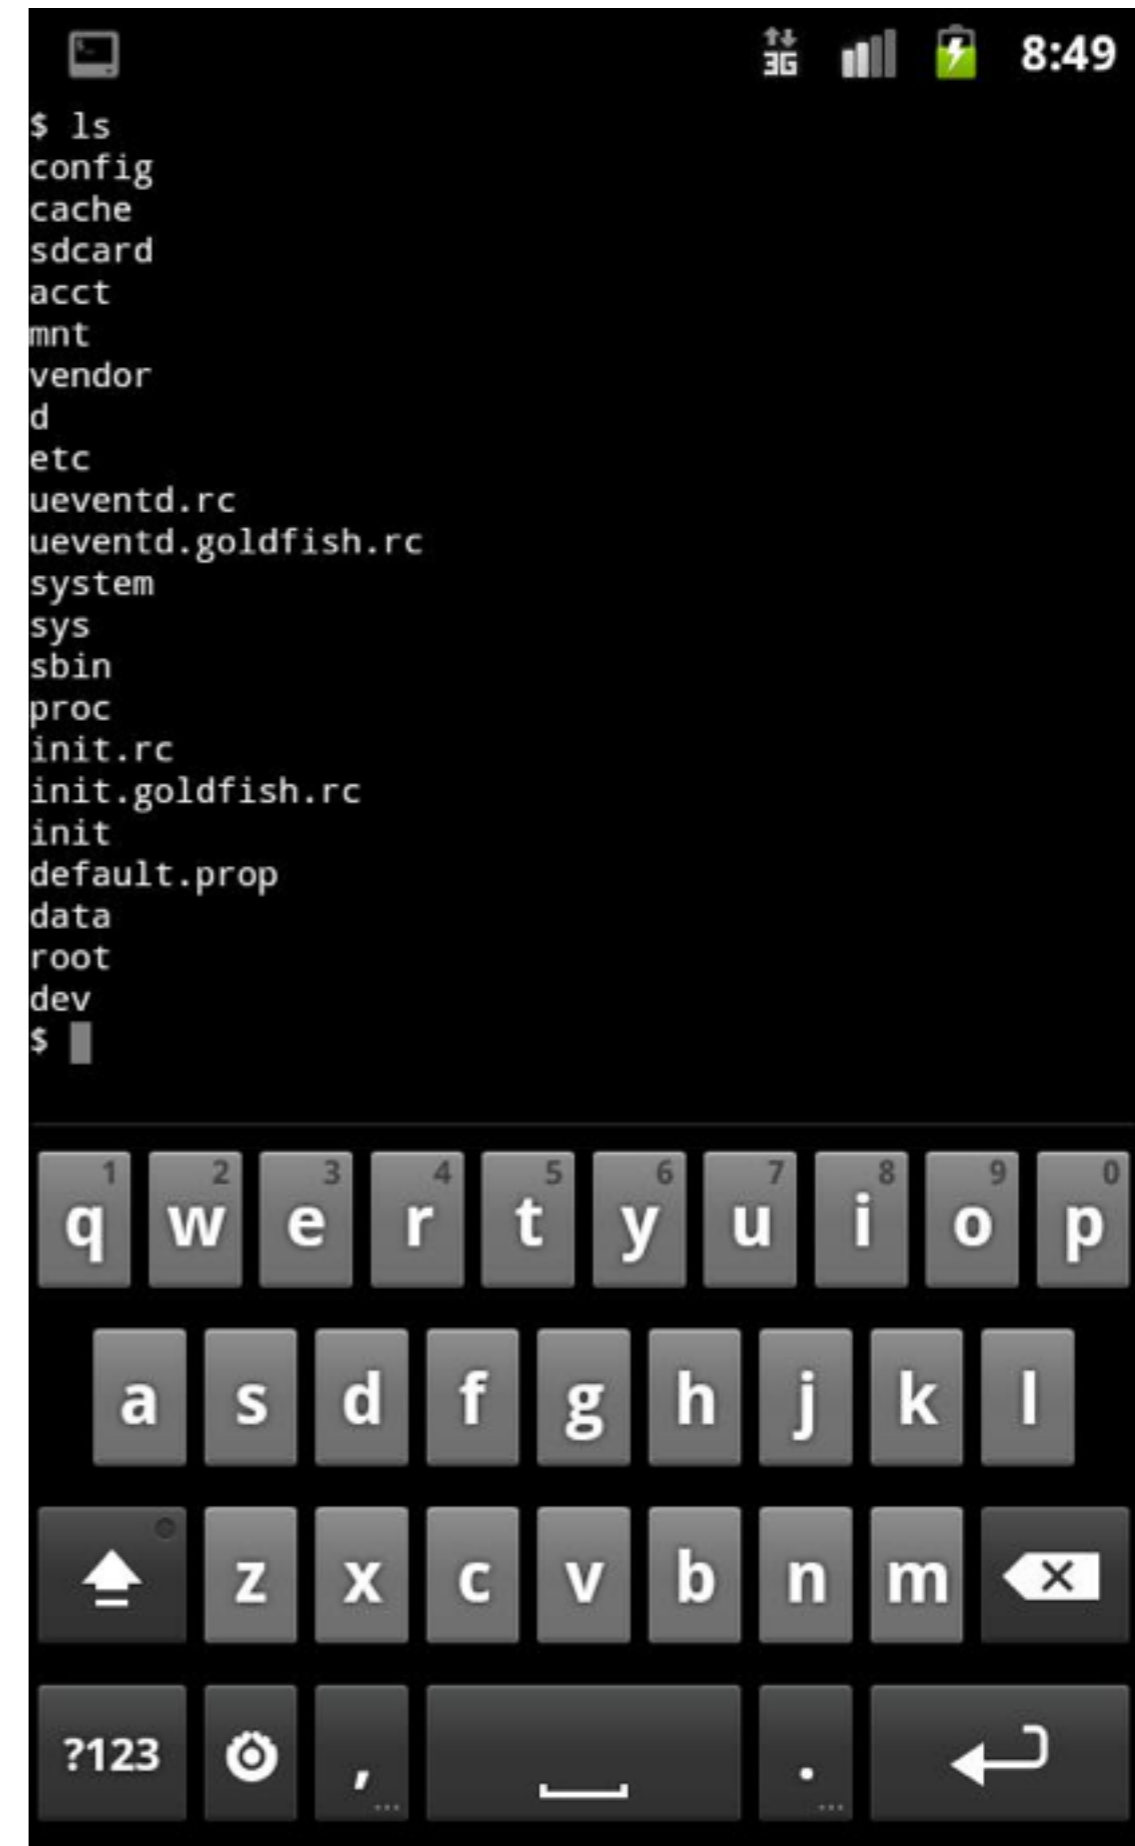 3G 8:49
$ ls
config
cache
sdcard
acct
mnt
vendor
d
etc
ueventd.rc
ueventd.goldfish.rc
system
sys
sbin
proc
init.rc
init.goldfish.rc
init
default.prop
data
root
dev
$
1 2 3 4 5 6 7 8 9 0
q w e r t y u i o p
a s d f g h j k l
z x c v b n m
?123 , .